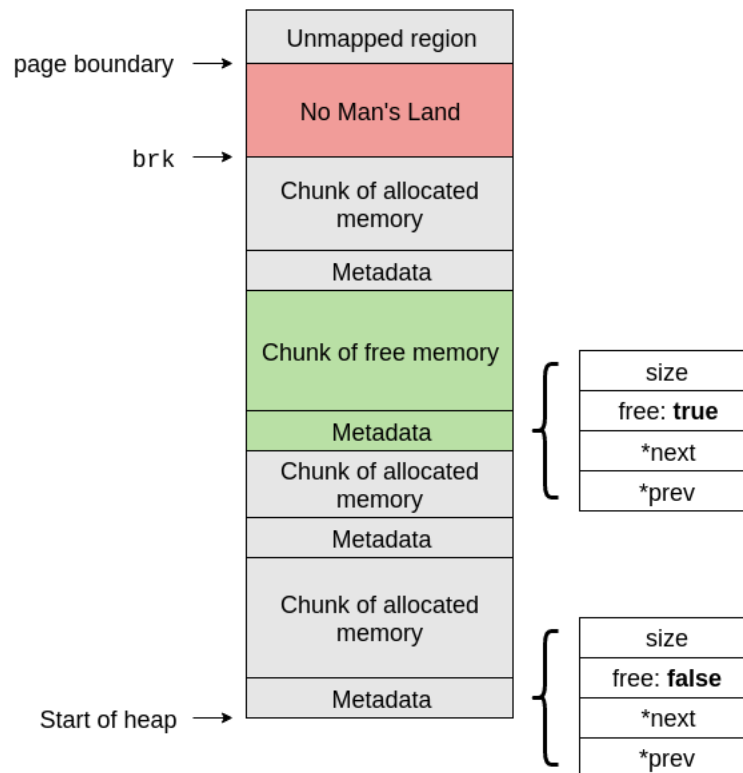 Unmapped region
page boundary
No Man's Land
brk
Chunk of allocated
memory
Metadata
Chunk of free memory
Metadata
size
free: true
*next
*prev
Chunk of allocated
memory
Metadata
Chunk of allocated
memory
Metadata
Start of heap
size
free: false
*next
*prev